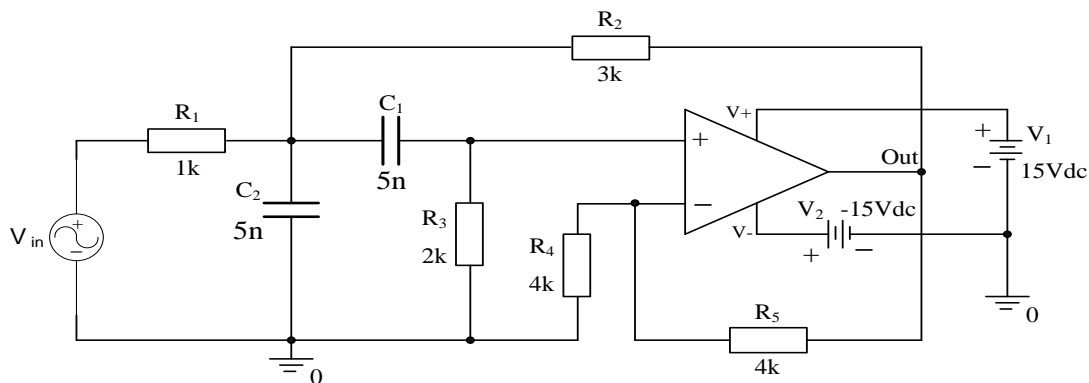 R2
3k
R1
1k
C1
5n
C2
5n
V in
+
−
R3
2k
R4
4k
+
−
V+
V-
Out
V1
+
−
15Vdc
V2
-15Vdc
+
−
R5
4k
0
0